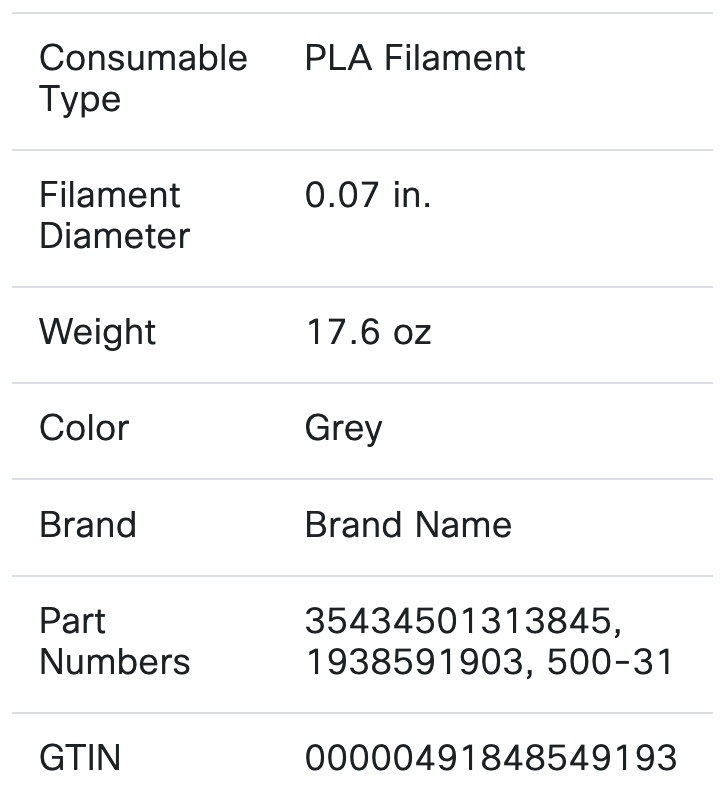 Consumable PLA Filament
Type
Filament 0.07 in.
Diameter
Weight 17.6 oz
Color Grey
Brand Brand Name
Part 35434501313845,
Numbers 1938591903, 500-31
GTIN 00000491848549193